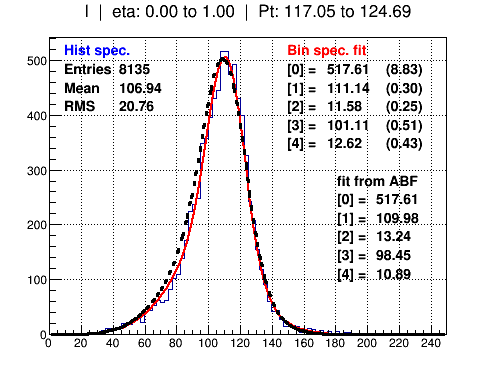 I | eta: 0.00 to 1.00 | Pt: 117.05 to 124.69
Hist spec.
Entries 8135
Mean 106.94
RMS 20.76
Bin spec. fit
[0] = 517.61 (8.83)
[1] = 111.14 (0.30)
[2] = 11.58 (0.25)
[3] = 101.11 (0.51)
[4] = 12.62 (0.43)
fit from ABF
[0] = 517.61
[1] = 109.98
[2] = 13.24
[3] = 98.45
[4] = 10.89
500
400
300
200
100
0
0 20 40 60 80 100 120 140 160 180 200 220 240